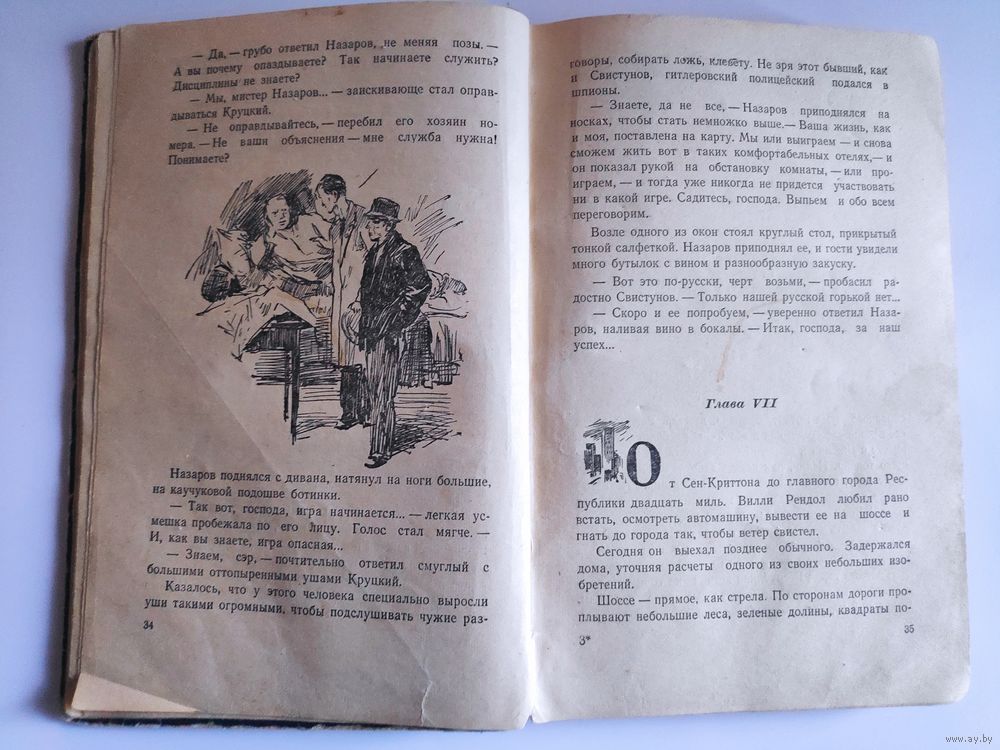 — Да, — грубо ответил Назаров, не меняя позы. —
А вы почему опаздываете? Так начинаете служить?
Дисциплины не знаете?
— Мы, мистер Назаров... — заискивающе стал оправ-
дываться Круцкий.
— Не оправдывайтесь, — перебил его хозяин но-
мера. — Не ваши объяснения — мне служба нужна!
Понимаете?
Назаров поднялся с дивана, натянул на ноги большие,
на каучуковой подошве ботинки.
— Так вот, господа, игра начинается... — легкая ус-
мешка пробежала по его лицу. Голос стал мягче. —
И, как вы знаете, игра опасная...
— Знаем, сэр, — почтительно ответил смуглый с
большими оттопыренными ушами Круцкий.
Казалось, что у этого человека специально выросли
уши такими огромными, чтобы подслушивать чужие раз-
34
говоры, собирать ложь, клевету. Не зря этот бывший, как
и Свистунов, гитлеровский полицейский подался в
шпионы.
— Знаете, да не все, — Назаров приподнялся на
носках, чтобы стать немножко выше. — Ваша жизнь, как
и моя, поставлена на карту. Мы или выиграем — и снова
сможем жить вот в таких комфортабельных отелях, — и
он показал рукой на обстановку комнаты, — или про-
играем, — и тогда уже никогда не придется участвовать
ни в какой игре. Садитесь, господа. Выпьем и обо всем
переговорим.
Возле одного из окон стоял круглый стол, прикрытый
тонкой салфеткой. Назаров приподнял ее, и гости увидели
много бутылок с вином и разнообразную закуску.
— Вот это по-русски, черт возьми, — пробасил ра-
достно Свистунов. — Только нашей русской горькой нет...
— Скоро и ее попробуем, — уверенно ответил Наза-
ров, наливая вино в бокалы. — Итак, господа, за наш
успех...
Глава VII
От Сен-Криттона до главного города Рес-
публики двадцать миль. Вилли Рендол любил рано
встать, осмотреть автомашину, вывести ее на шоссе и
гнать до города так, чтобы ветер свистел.
Сегодня он выехал позднее обычного. Задержался
дома, уточняя расчеты одного из своих небольших изо-
бретений.
Шоссе — прямое, как стрела. По сторонам дороги про-
плывают небольшие леса, зеленые долины, квадраты по-
3*
35
www.ay.by